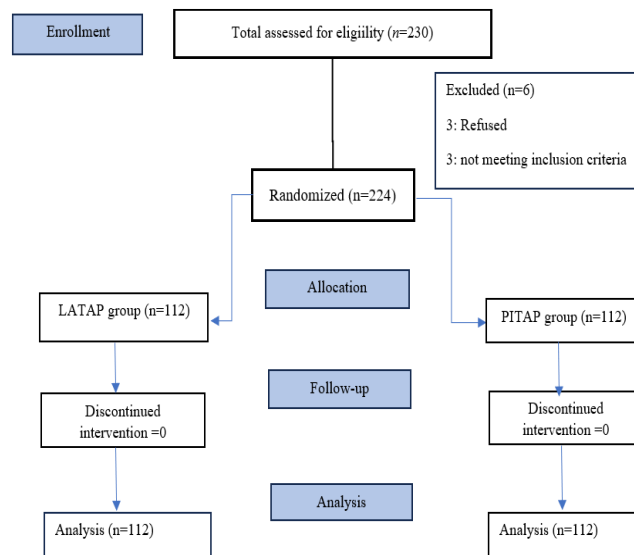 Enrollment
Total assessed for eligiility (n=230)
Excluded (n=6)
3: Refused
3: not meeting inclusion criteria
Randomized (n=224)
Allocation
LATAP group (n=112)
PITAP group (n=112)
Follow-up
Discontinued
intervention =0
Discontinued
intervention =0
Analysis
Analysis (n=112)
Analysis (n=112)